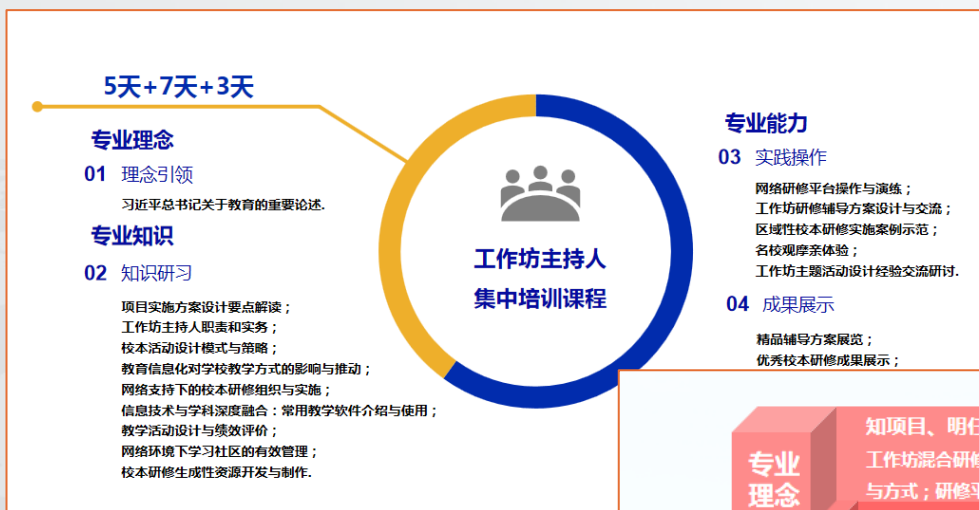 5天+7天+3天
专业理念
01 理念引领
习近平总书记关于教育的重要论述.
专业知识
02 知识研习
项目实施方案设计要点解读；
工作坊主持人职责和实务；
校本活动设计模式与策略；
教育信息化对学校教学方式的影响与推动；
网络支持下的校本研修组织与实施；
信息技术与学科深度融合：常用教学软件介绍与使用；
教学活动设计与绩效评价；
网络环境下学习社区的有效管理；
校本研修生成性资源开发与制作.
工作坊主持人
集中培训课程
专业能力
03 实践操作
网络研修平台操作与演练；
工作坊研修辅导方案设计与交流；
区域性校本研修实施案例示范；
名校观摩亲体验；
工作坊主题活动设计经验交流研讨.
04 成果展示
精品辅导方案展览；
优秀校本研修成果展示；
专业
理念
知项目、明任
工作坊混合研修
与方式；研修平